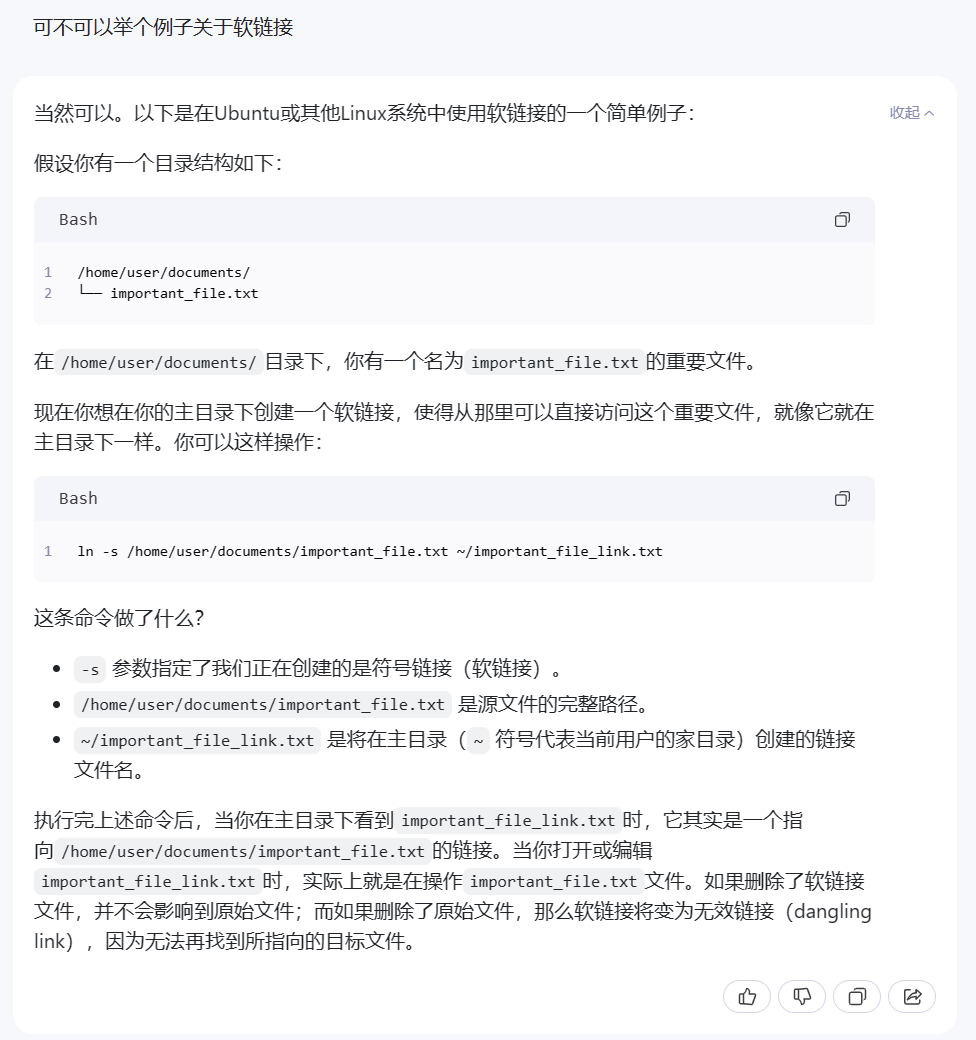 可不可以举个例子关于软链接
当然可以。以下是在Ubuntu或其他Linux系统中使用软链接的一个简单例子：
收起
假设你有一个目录结构如下：
Bash
1 /home/user/documents/
2 └── important_file.txt
在 /home/user/documents/ 目录下，你有一个名为 important_file.txt 的重要文件。
现在你想在你的主目录下创建一个软链接，使得从那里可以直接访问这个重要文件，就像它就在
主目录下一样。你可以这样操作：
Bash
1 ln -s /home/user/documents/important_file.txt ~/important_file_link.txt
这条命令做了什么？
• -s 参数指定了我们正在创建的是符号链接（软链接）。
• /home/user/documents/important_file.txt 是源文件的完整路径。
• ~/important_file_link.txt 是将在主目录（ ~ 符号代表当前用户的家目录）创建的链接
文件名。
执行完上述命令后，当你在主目录下看到 important_file_link.txt 时，它其实是一个指
向 /home/user/documents/important_file.txt 的链接。当你打开或编辑
important_file_link.txt 时，实际上就是在操作 important_file.txt 文件。如果删除了软链接
文件，并不会影响到原始文件；而如果删除了原始文件，那么软链接将变为无效链接（dangling
link），因为无法再找到所指向的目标文件。